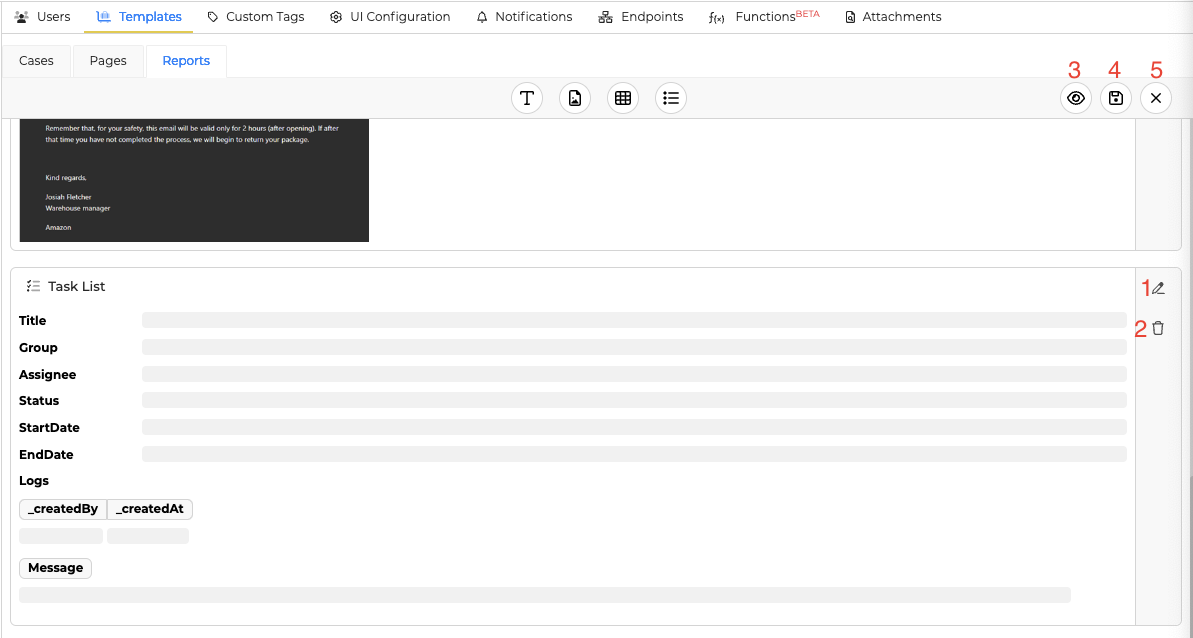 Users Templates Custom Tags UI Configuration Notifications Endpoints f(x) Functions BETA Attachments
Cases Pages Reports
3 4 5
T
Remember that, for your safety, this email will be valid only for 2 hours (after opening). If after
that time you have not completed the process, we will begin to return your package.
Kind regards,
Josiah Fletcher
Warehouse manager
Amazon
Task List
1
Title
2
Group
Assignee
Status
StartDate
EndDate
Logs
_createdBy _createdAt
Message